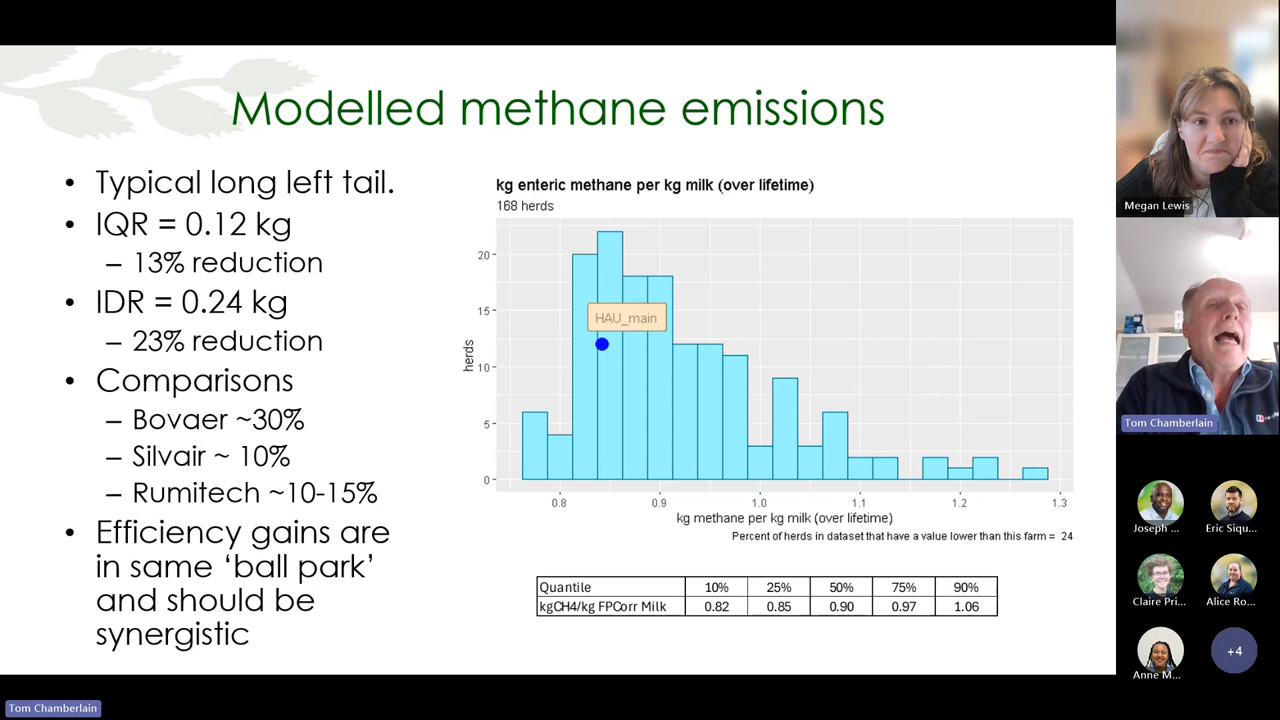 Modelled methane emissions
• Typical long left tail.
• IQR = 0.12 kg
– 13% reduction
• IDR = 0.24 kg
– 23% reduction
• Comparisons
– Bovaer ~30%
– Silvair ~ 10%
– Rumitech ~10-15%
• Efficiency gains are
in same ‘ball park’
and should be
synergistic
kg enteric methane per kg milk (over lifetime)
168 herds
20
15
10
5
0
herds
HAU_main
0.8 0.9 1.0 1.1 1.2 1.3
kg methane per kg milk (over lifetime)
Percent of herds in dataset that have a value lower than this farm = 24
Quantile 10% 25% 50% 75% 90%
kgCH4/kg FPCorr Milk 0.82 0.85 0.90 0.97 1.06
Megan Lewis
Tom Chamberlain
Joseph ... Eric Siqu...
Claire Pri... Alice Ro...
Anne M... +4
Tom Chamberlain